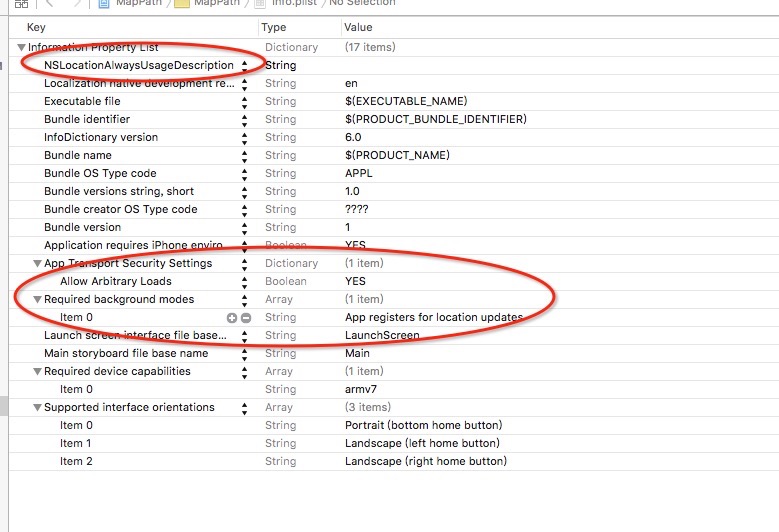 MapPath MapPath Info.plist No Selection
Key Type Value
Information Property List Dictionary (17 items)
NSLocationAlwaysUsageDescription String
Localization native development re... String en
Executable file String $(EXECUTABLE_NAME)
Bundle identifier String $(PRODUCT_BUNDLE_IDENTIFIER)
InfoDictionary version String 6.0
Bundle name String $(PRODUCT_NAME)
Bundle OS Type code String APPL
Bundle versions string, short String 1.0
Bundle creator OS Type code String ????
Bundle version String 1
Application requires iPhone enviro... Boolean YES
App Transport Security Settings Dictionary (1 item)
Allow Arbitrary Loads Boolean YES
Required background modes Array (1 item)
Item 0 String App registers for location updates
Launch screen interface file base... String LaunchScreen
Main storyboard file base name String Main
Required device capabilities Array (1 item)
Item 0 String armv7
Supported interface orientations Array (3 items)
Item 0 String Portrait (bottom home button)
Item 1 String Landscape (left home button)
Item 2 String Landscape (right home button)